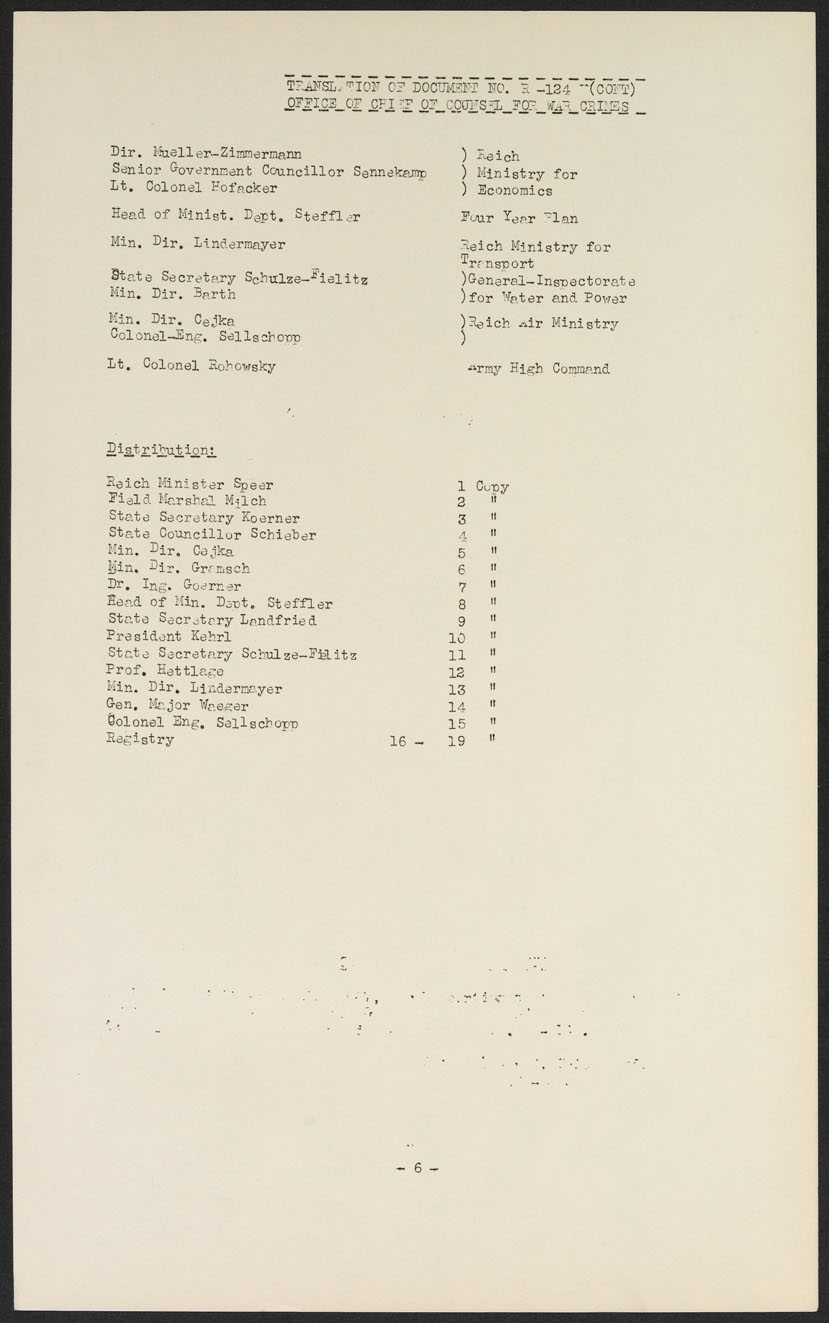 TRANSLATION OF DOCUMENT NO. R -124 -(CONT)
OFFICE OF CHIEF OF COUNSEL FOR WAR CRIMES
Dir. Mueller-Zimmermann ) Reich
Senior Government Councillor Sennekamp ) Ministry for
Lt. Colonel Hofacker ) Economics
Head of Minist. Dept. Steffler Four Year Plan
Min. Dir. Lindermayer Reich Ministry for
Transport
State Secretary Schulze-Fielitz )General-Inspectorate
Min. Dir. Barth )for Water and Power
Min. Dir. Cejka )Reich Air Ministry
Colonel-Eng. Sellschopp )
Lt. Colonel Rohowsky Army High Command
Distribution:
Reich Minister Speer 1 Copy
Field Marshal Milch 2 "
State Secretary Koerner 3 "
State Councillor Schieber 4 "
Min. Dir. Cejka 5 "
Min. Dir. Gramsch 6 "
Dr. Ing. Goerner 7 "
Head of Min. Dept. Steffler 8 "
State Secretary Landfried 9 "
President Kehrl 10 "
State Secretary Schulze-Filitz 11 "
Prof. Hettlage 12 "
Min. Dir. Lindermayer 13 "
Gen. Major Waeger 14 "
Colonel Eng. Sellschopp 15 "
Registry 16 - 19 "
- 6 -